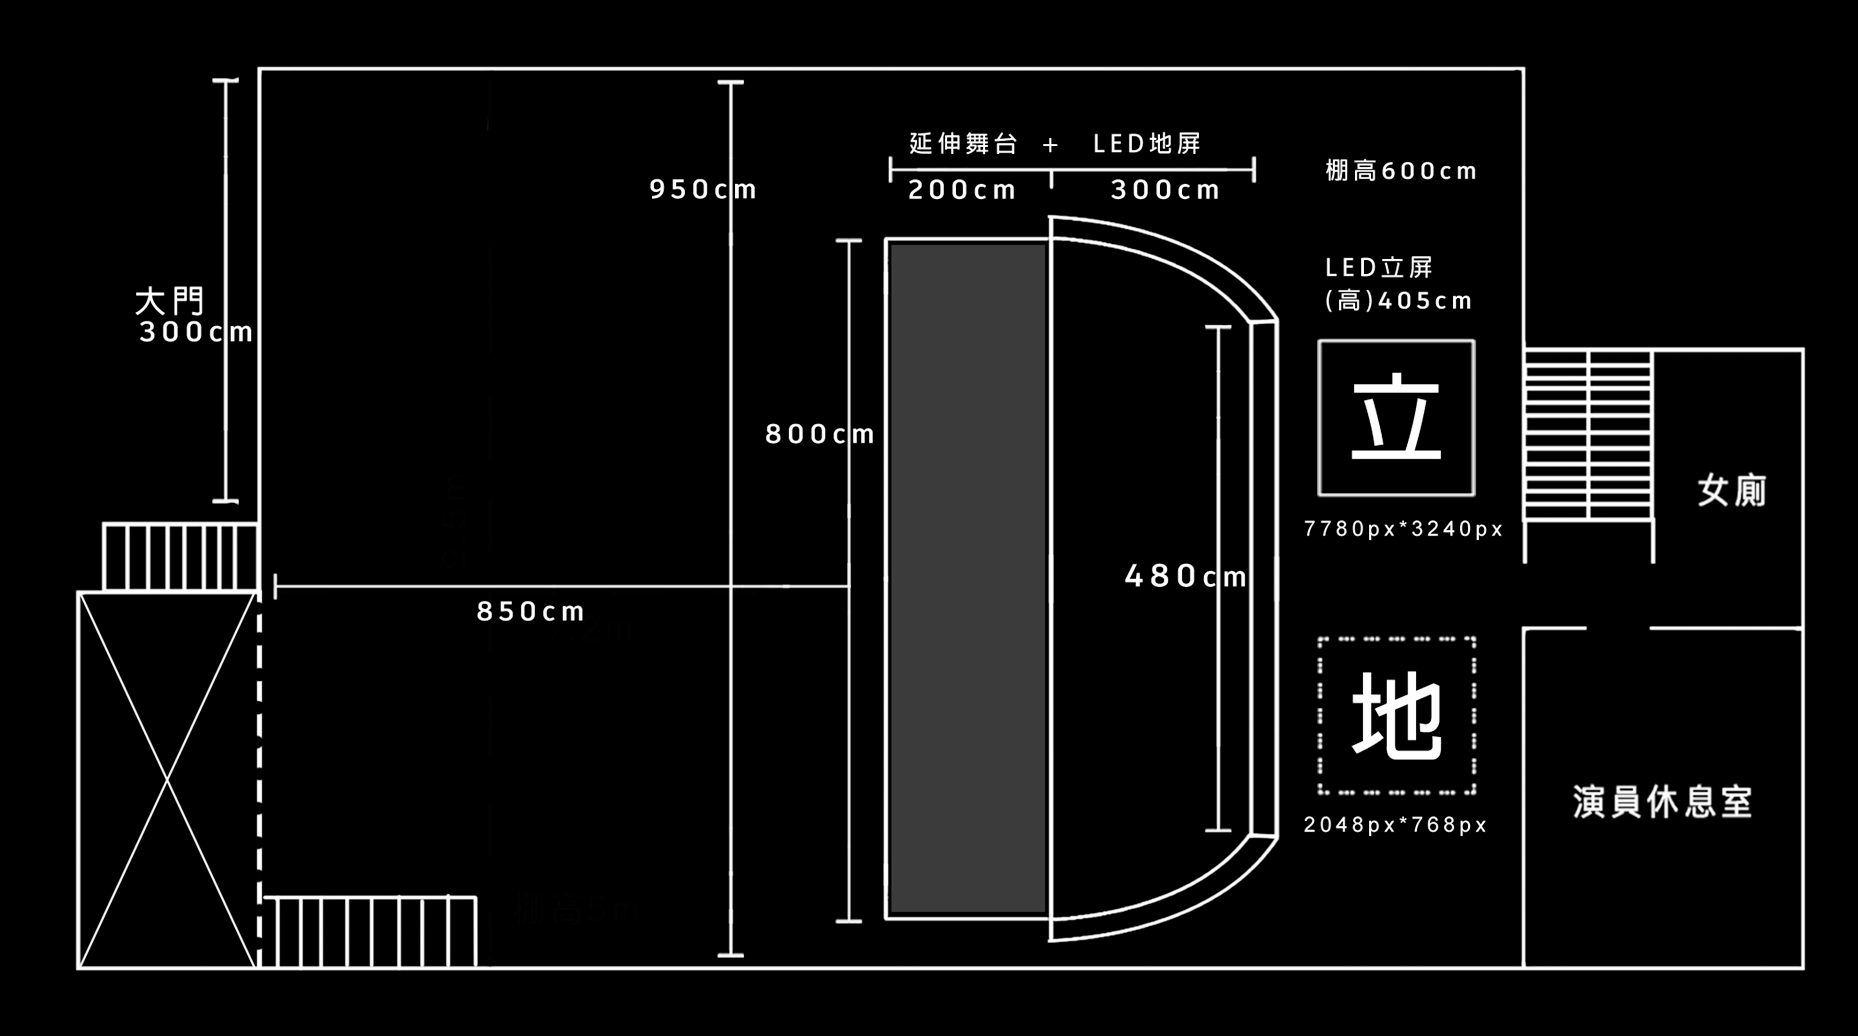 延伸舞台 + LED地屏
200cm 300cm
950cm
棚高600cm
LED立屏
(高)405cm
大門
300cm
立
800cm
7780px*3240px
女廁
480cm
850cm
地
演員休息室
2048px*768px